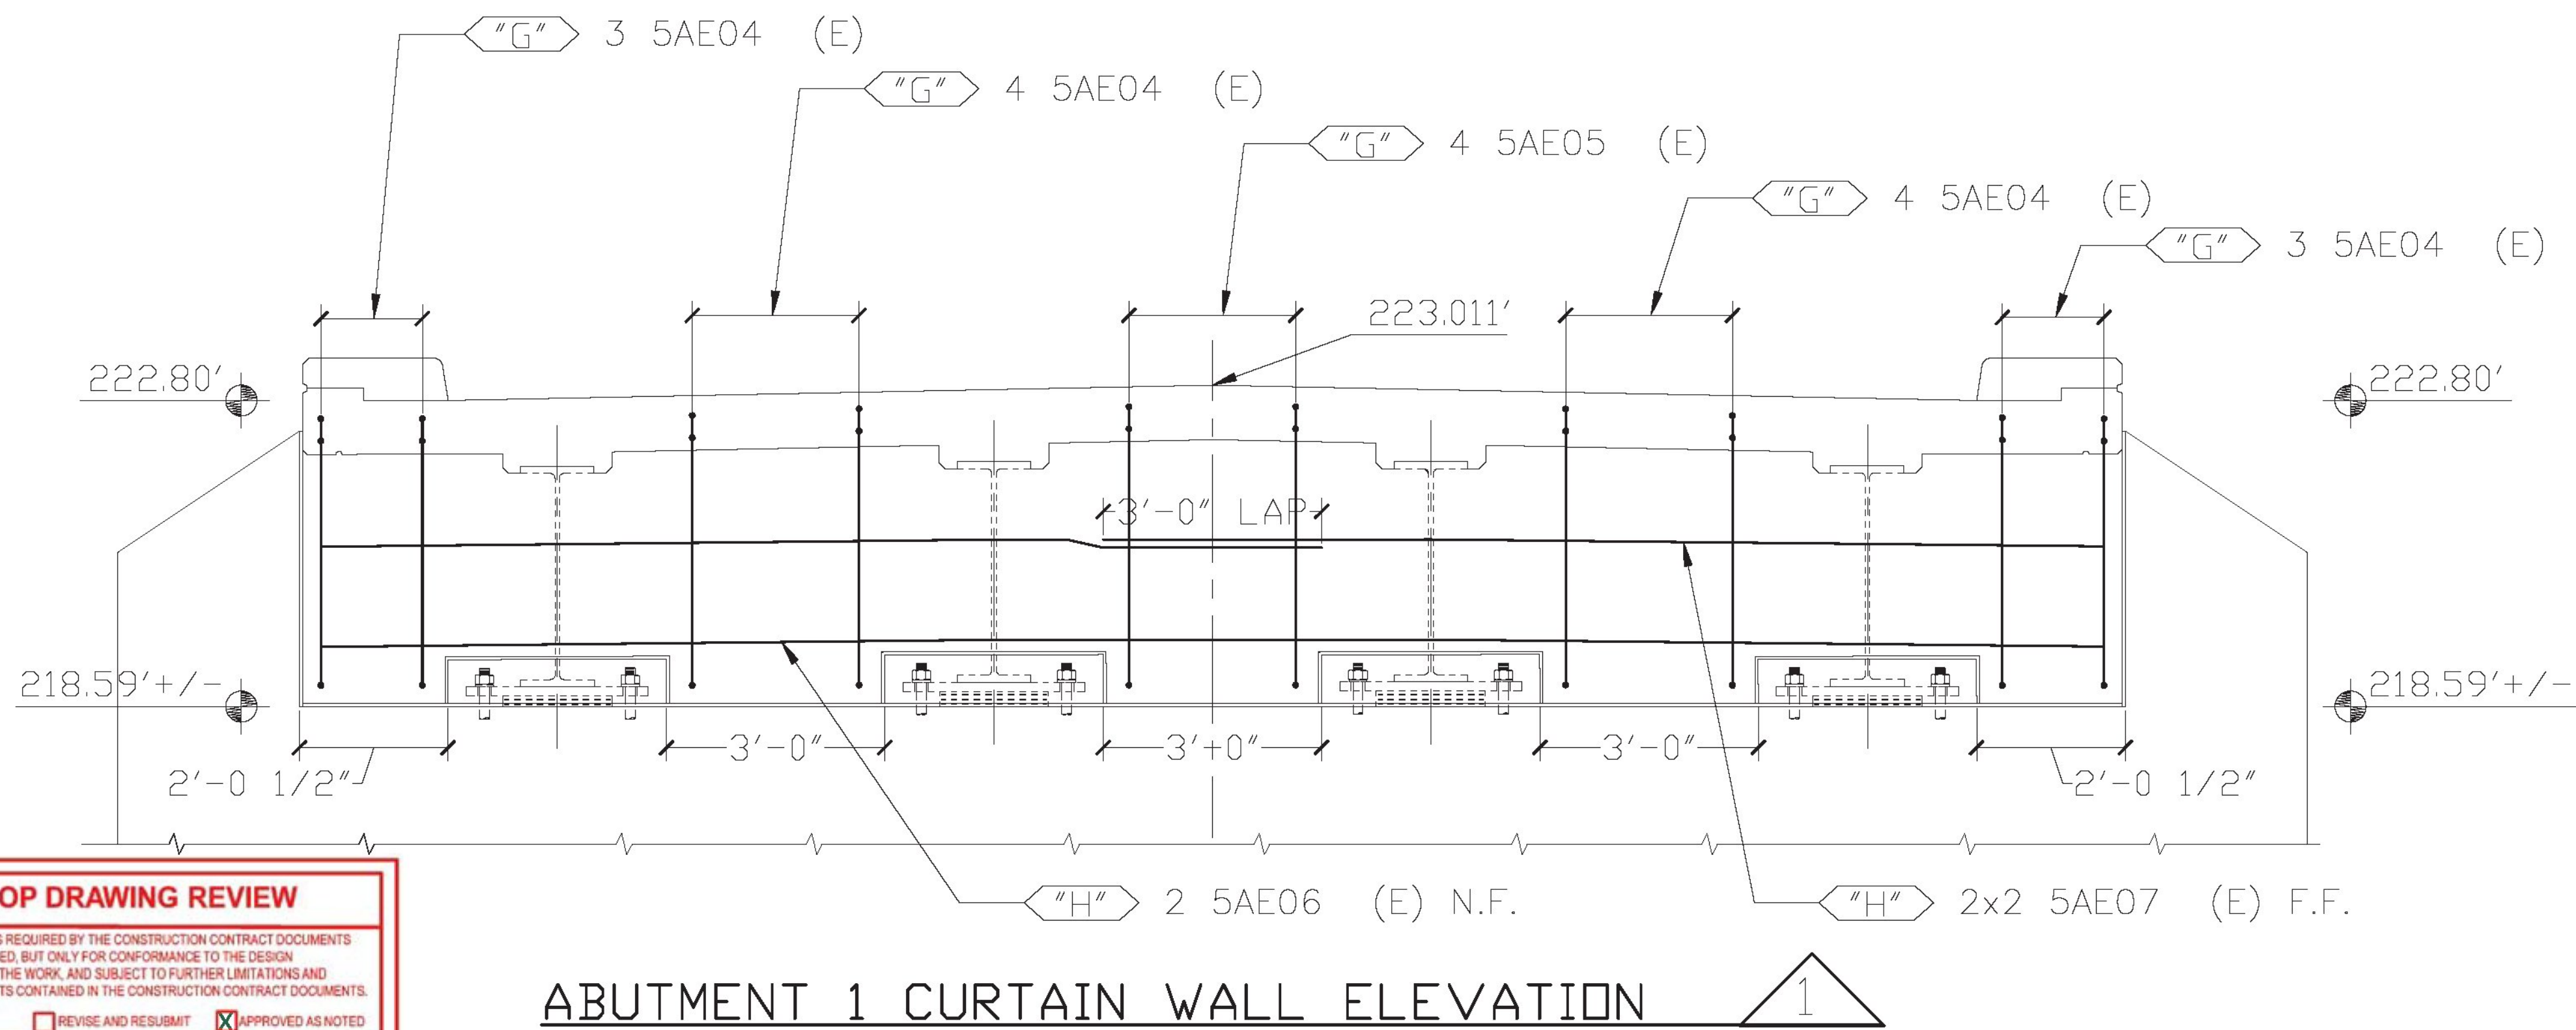 "G" 3 5AE04 (E)
"G" 4 5AE04 (E)
"G" 4 5AE05 (E)
"G" 4 5AE04 (E)
"G" 3 5AE04 (E)
223.011'
222.80'
222.80'
3'-0" LAP
218.59'+/-
218.59'+/-
2'-0 1/2"
3'-0"
3'-0"
3'-0"
2'-0 1/2"
"H" 2 5AE06 (E) N.F.
"H" 2x2 5AE07 (E) F.F.
ABUTMENT 1 CURTAIN WALL ELEVATION
1
OP DRAWING REVIEW
REQUIRED BY THE CONSTRUCTION CONTRACT DOCUMENTS
ED, BUT ONLY FOR CONFORMANCE TO THE DESIGN
THE WORK, AND SUBJECT TO FURTHER LIMITATIONS AND
TS CONTAINED IN THE CONSTRUCTION CONTRACT DOCUMENTS.
REVISE AND RESUBMIT X APPROVED AS NOTED